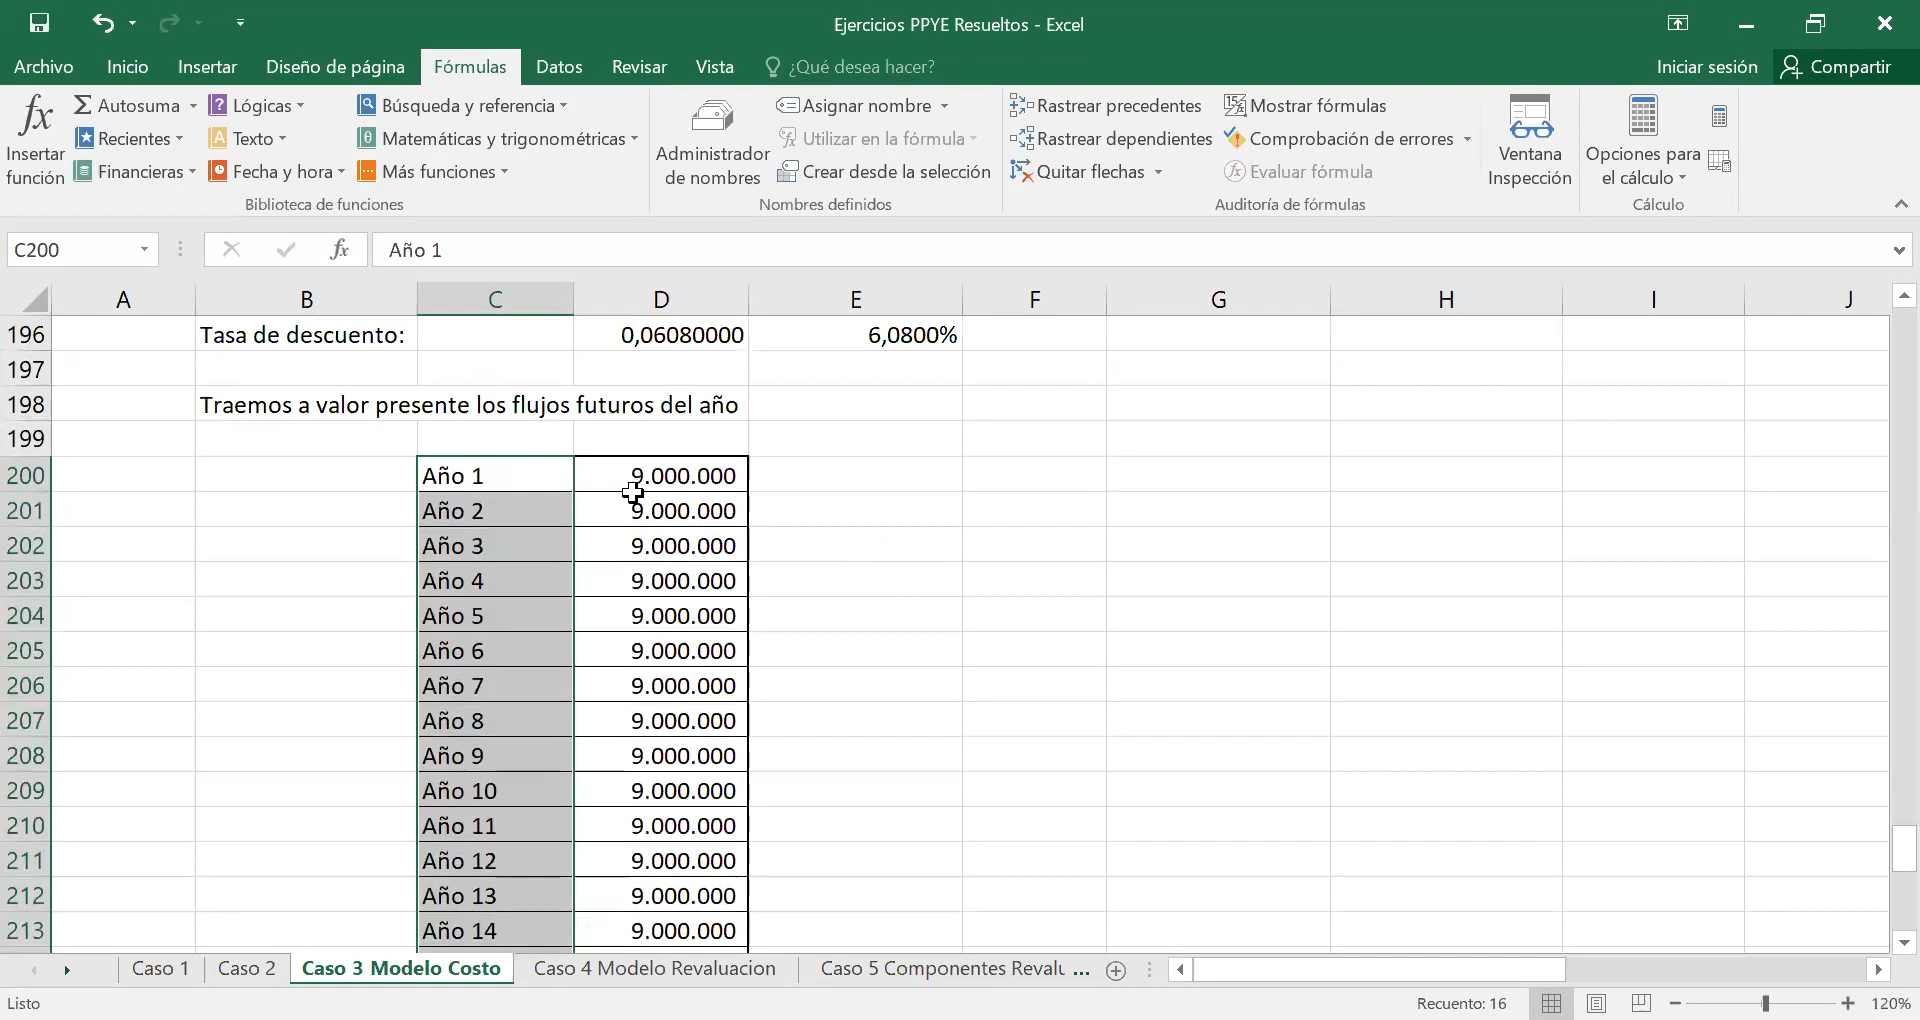 Ejercicios PPYE Resueltos - Excel
Archivo Inicio Insertar Diseño de página Fórmulas Datos Revisar Vista ¿Qué desea hacer? Iniciar sesión Compartir
fx Insertar función
Autosuma Lógicas Búsqueda y referencia
Recientes Texto Matemáticas y trigonométricas
Financieras Fecha y hora Más funciones
Biblioteca de funciones
Administrador de nombres
Asignar nombre
Utilizar en la fórmula
Crear desde la selección
Nombres definidos
Rastrear precedentes Mostrar fórmulas
Rastrear dependientes Comprobación de errores
Quitar flechas Evaluar fórmula
Auditoría de fórmulas
Ventana Inspección
Opciones para el cálculo
Cálculo
C200 fx Año 1
A B C D E F G H I J
196 Tasa de descuento: 0,06080000 6,0800%
197
198 Traemos a valor presente los flujos futuros del año
199
200 Año 1 9.000.000
201 Año 2 9.000.000
202 Año 3 9.000.000
203 Año 4 9.000.000
204 Año 5 9.000.000
205 Año 6 9.000.000
206 Año 7 9.000.000
207 Año 8 9.000.000
208 Año 9 9.000.000
209 Año 10 9.000.000
210 Año 11 9.000.000
211 Año 12 9.000.000
212 Año 13 9.000.000
213 Año 14 9.000.000
Caso 1 Caso 2 Caso 3 Modelo Costo Caso 4 Modelo Revaluacion Caso 5 Componentes Revalu ...
Listo Recuento: 16 120%